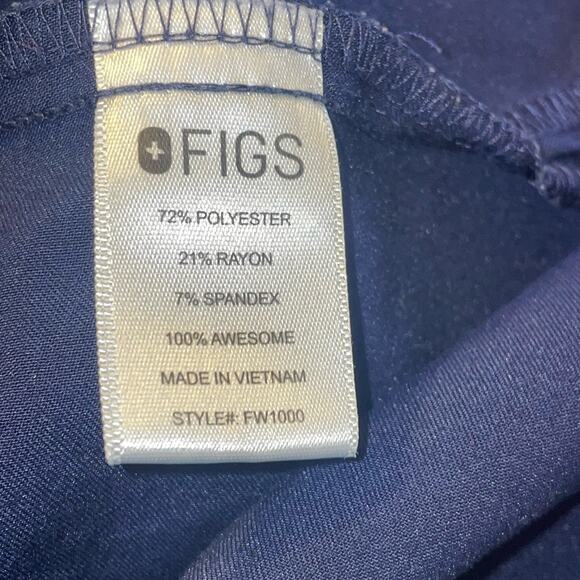 FIGS
72% POLYESTER
21% RAYON
7% SPANDEX
100% AWESOME
MADE IN VIETNAM
STYLE#: FW1000